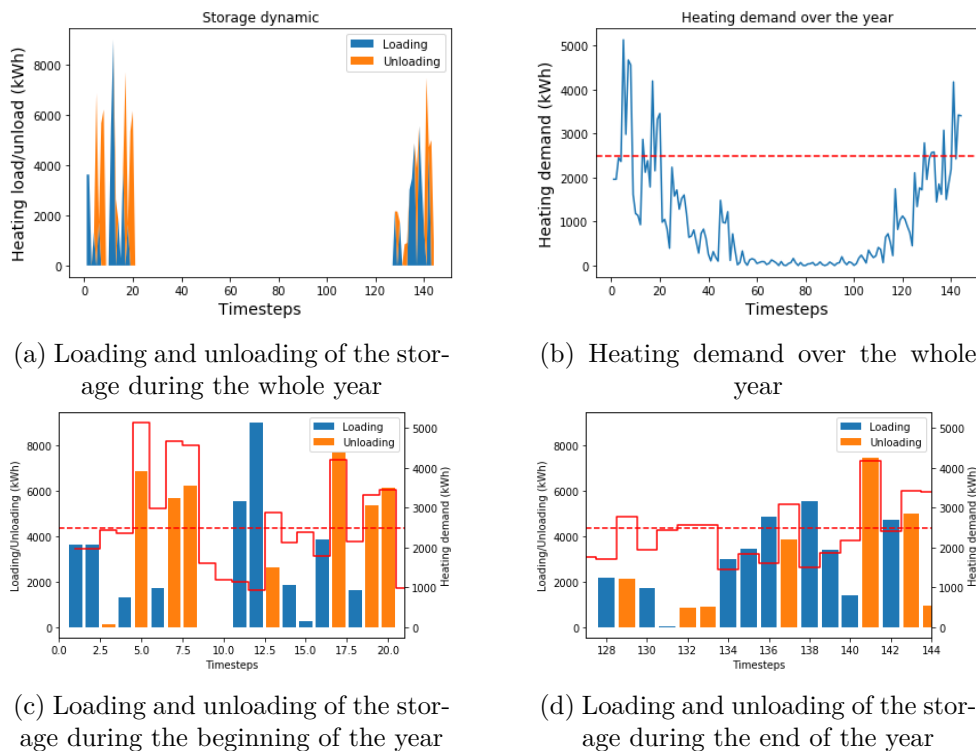 Storage dynamic
Heating load/unload (kWh)
8000
6000
4000
2000
0
Loading
Unloading
0 20 40 60 80 100 120 140
Timesteps
Heating demand over the year
Heating demand (kWh)
5000
4000
3000
2000
1000
0
0 20 40 60 80 100 120 140
Timesteps
(a) Loading and unloading of the stor-
age during the whole year
(b) Heating demand over the whole
year
Loading/Unloading (kWh)
8000
6000
4000
2000
0
Loading
Unloading
5000
4000
3000
2000
1000
0
Heating demand (kWh)
0.0 2.5 5.0 7.5 10.0 12.5 15.0 17.5 20.0
Timesteps
Loading/Unloading (kWh)
8000
6000
4000
2000
0
Loading
Unloading
5000
4000
3000
2000
1000
0
Heating demand (kWh)
128 130 132 134 136 138 140 142 144
Timesteps
(c) Loading and unloading of the stor-
age during the beginning of the year
(d) Loading and unloading of the stor-
age during the end of the year